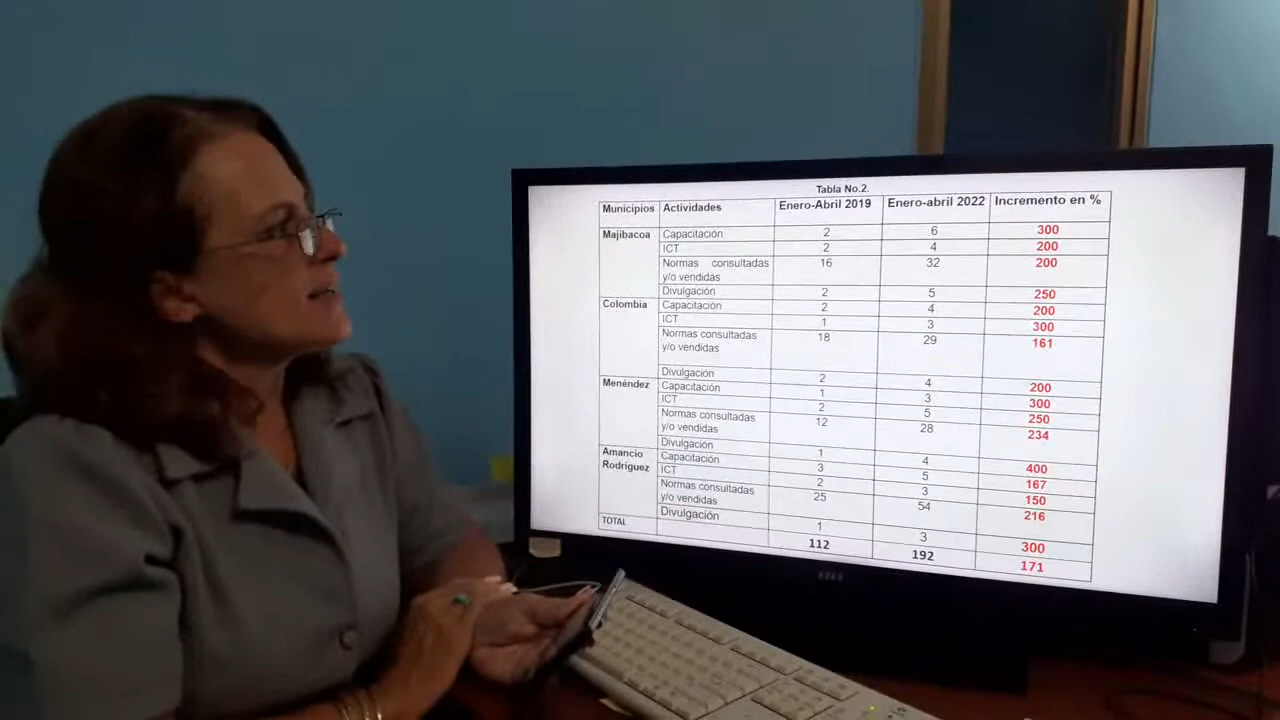 Tabla No.2.
Municipios Actividades Enero-Abril 2019 Enero-abril 2022 Incremento en %
Majibacoa Capacitación 2 6 300
ICT 2 4 200
Normas consultadas 16 32 200
y/o vendidas
Divulgación 2 5 250
Colombia Capacitación 2 4 200
ICT 1 3 300
Normas consultadas 18 29 161
y/o vendidas
Divulgación 2 4 200
Menéndez Capacitación 1 3 300
ICT 2 5 250
Normas consultadas 12 28 234
y/o vendidas
Divulgación 1 4 400
Amancio Capacitación 3 5 167
Rodríguez ICT 2 3 150
Normas consultadas 25 54 216
y/o vendidas
Divulgación 1 3 300
TOTAL 112 192 171